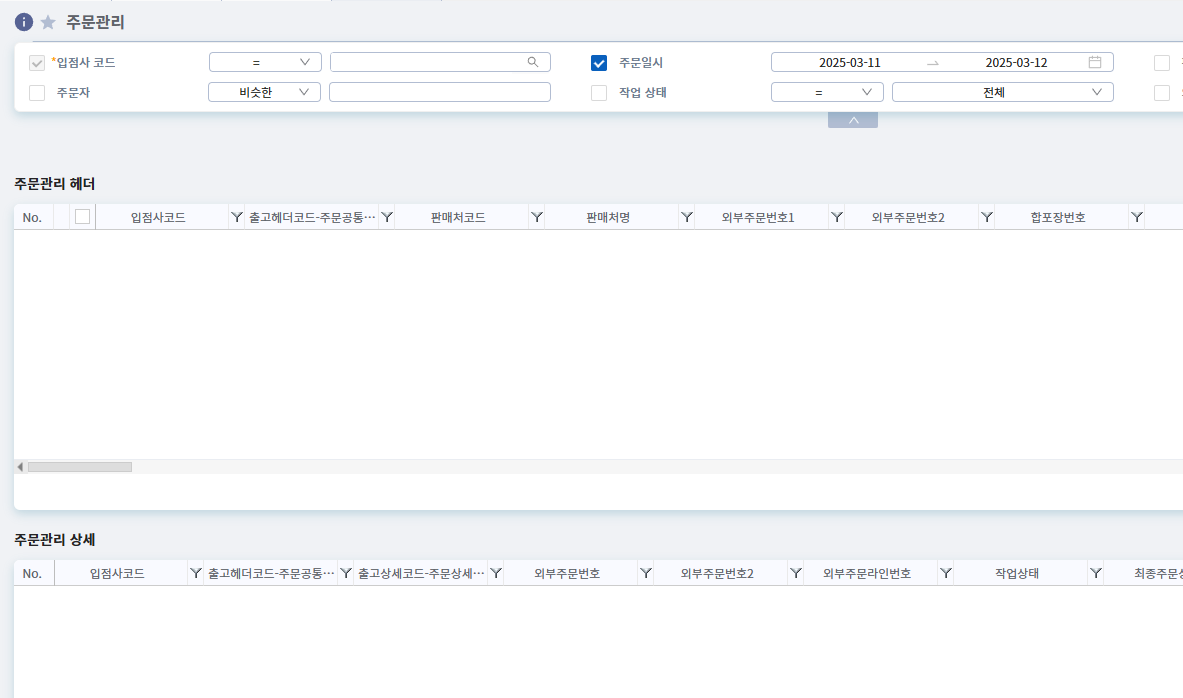 주문관리
*입점사 코드 = 주문일시 2025-03-11 → 2025-03-12
주문자 비슷한 작업 상태 = 전체
주문관리 헤더
No. 입점사코드 출고헤더코드-주문공통… 판매처코드 판매처명 외부주문번호1 외부주문번호2 합포장번호
주문관리 상세
No. 입점사코드 출고헤더코드-주문공통… 출고상세코드-주문상세… 외부주문번호 외부주문번호2 외부주문라인번호 작업상태 최종주문상